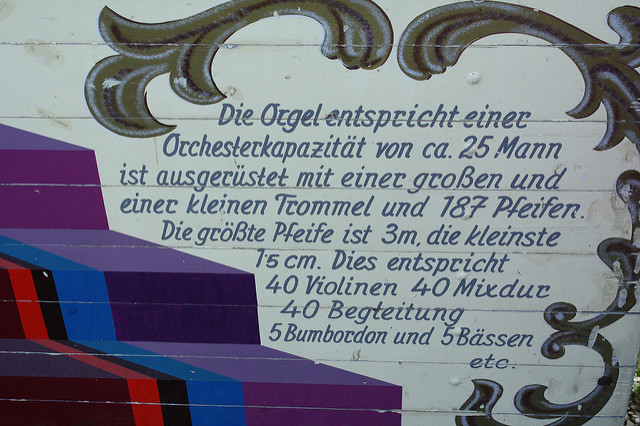 Die Orgel entspricht einer
Orchesterkapazität von ca. 25 Mann
ist ausgerüstet mit einer großen und
einer kleinen Trommel und 187 Pfeifen.
Die größte Pfeife ist 3m, die kleinste
15 cm. Dies entspricht
40 Violinen 40 Mixdur
40 Begteitung
5 Bumbordon und 5 Bässen
etc.